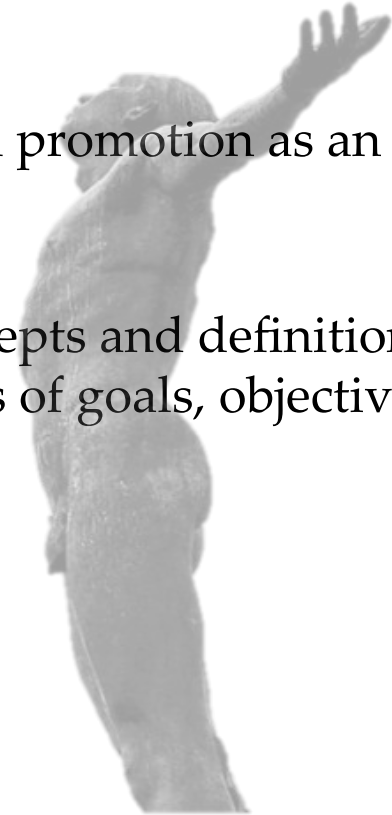 promotion as an
epts and definition
s of goals, objectiv